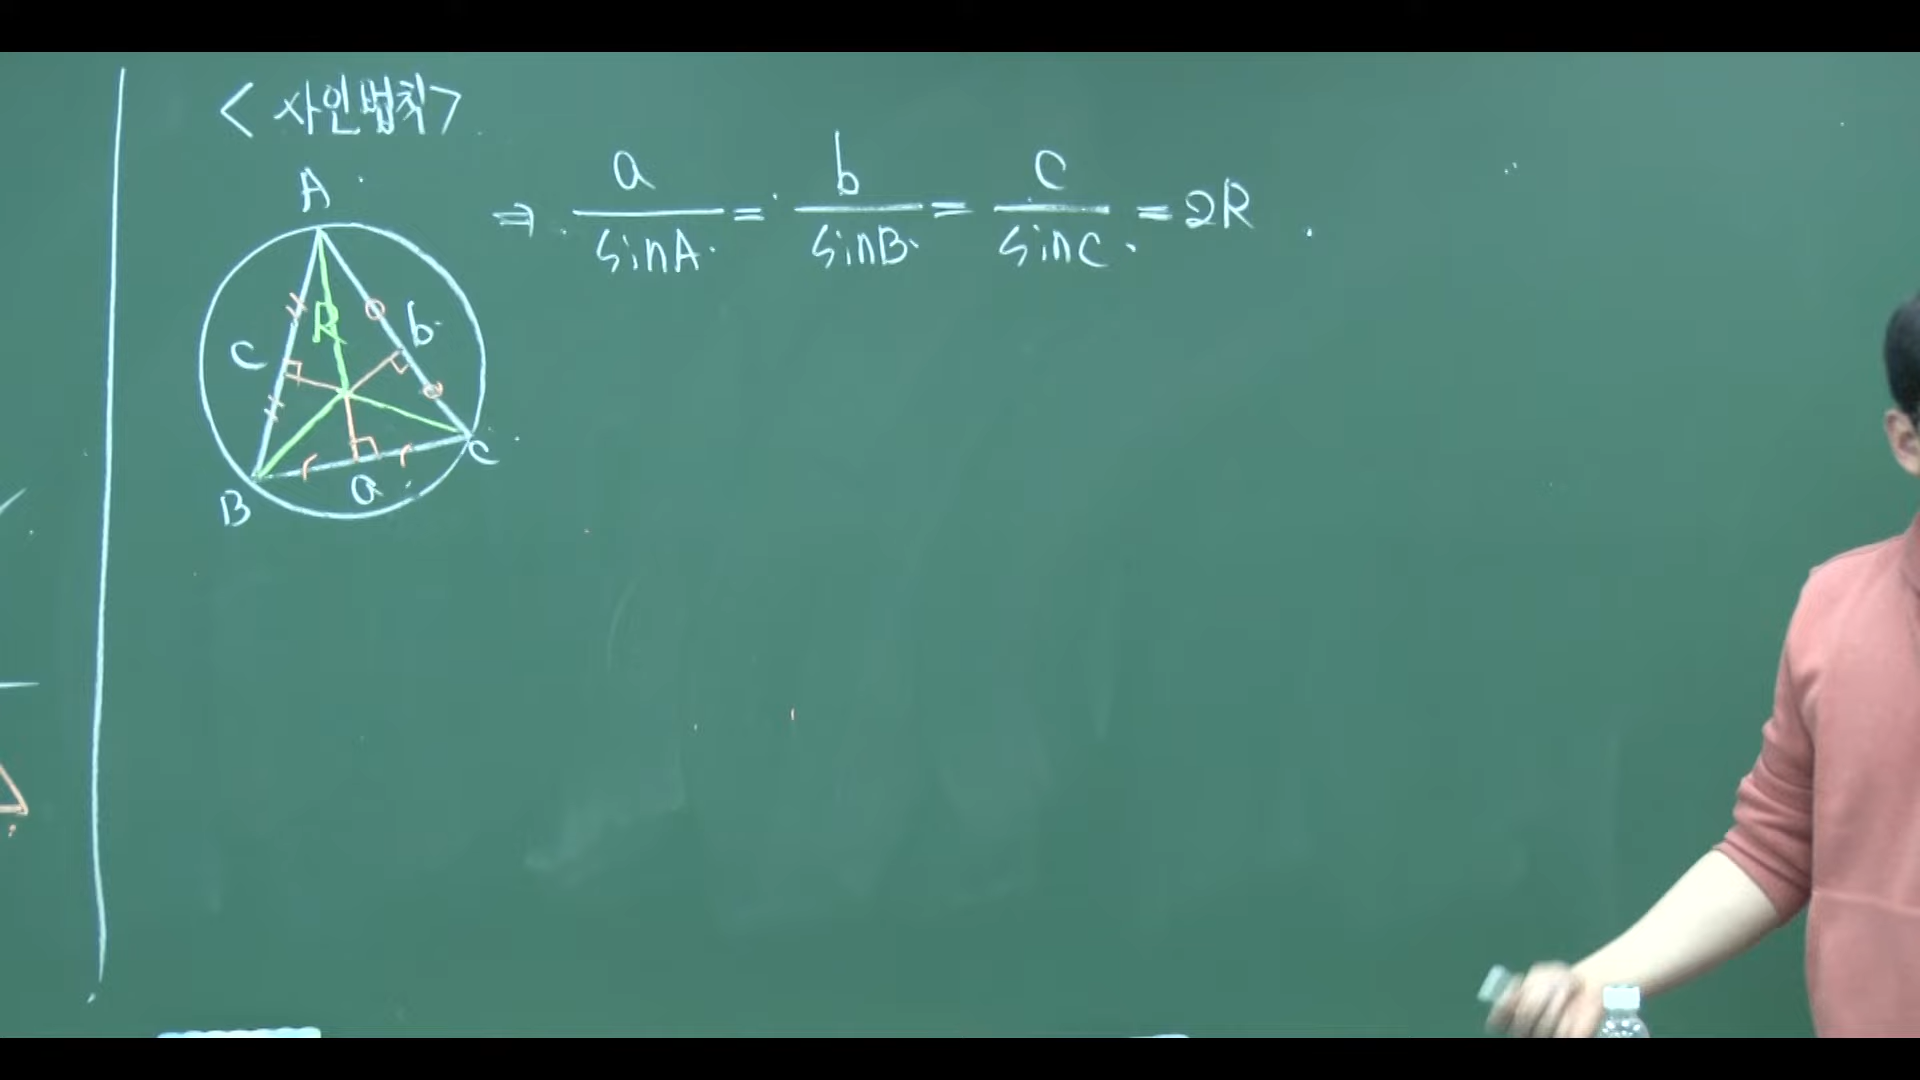 <사인법칙>
⇒ a/sinA = b/sinB = c/sinC = 2R
A
R
b
c
C
a
B